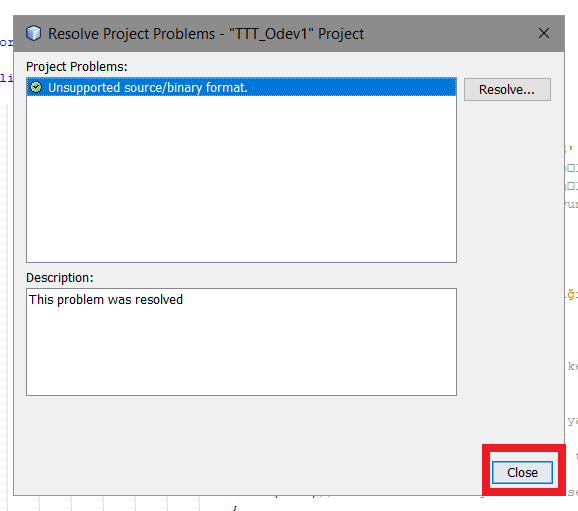 Resolve Project Problems - "TTT_Odev1" Project
Project Problems:
Unsupported source/binary format.
Resolve...
Description:
This problem was resolved
Close